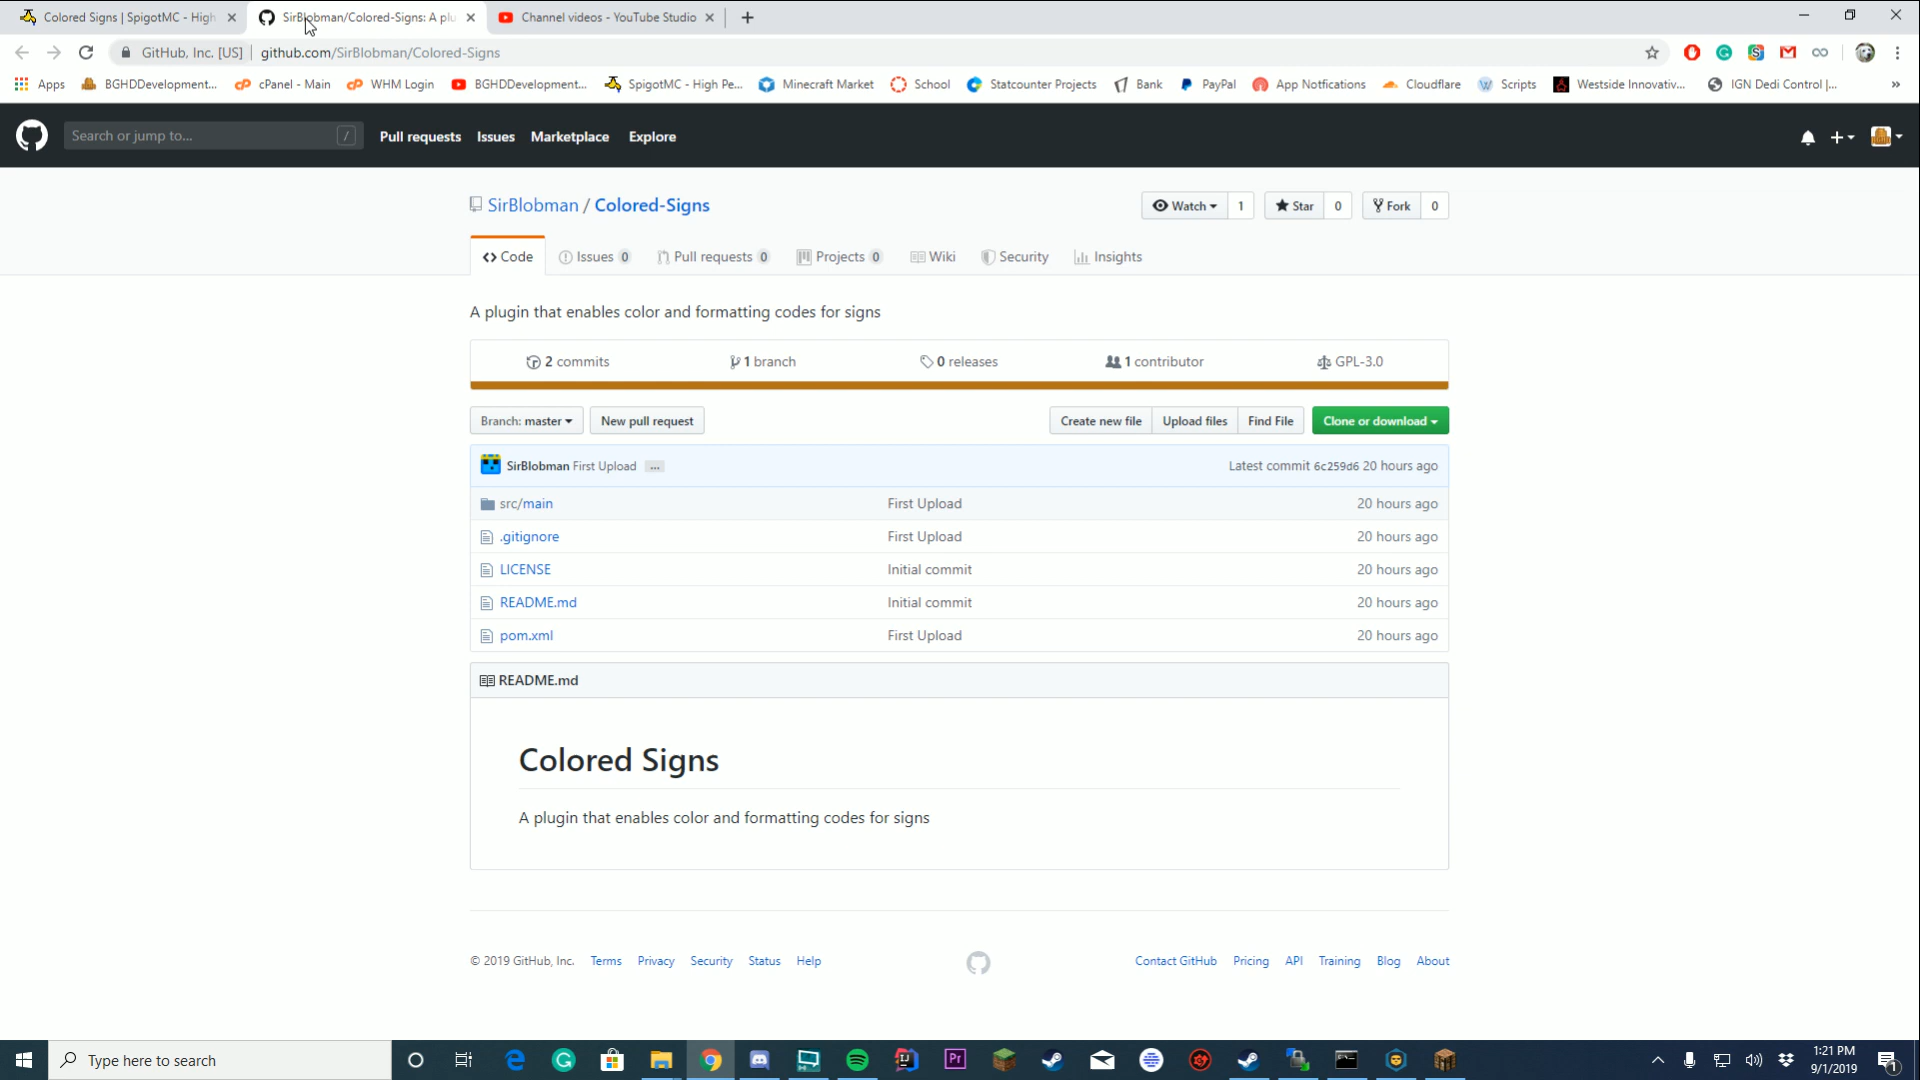 Colored Signs | SpigotMC - High
SirBlobman/Colored-Signs: A plu
Channel videos - YouTube Studio
GitHub, Inc. [US] | github.com/SirBlobman/Colored-Signs
Apps BGHDDevelopment... cPanel - Main WHM Login BGHDDevelopment... SpigotMC - High Pe... Minecraft Market School Statcounter Projects Bank PayPal App Notfications Cloudflare Scripts Westside Innovativ... IGN Dedi Control |... »
Search or jump to... / Pull requests Issues Marketplace Explore
SirBlobman / Colored-Signs Watch 1 Star 0 Fork 0
Code Issues 0 Pull requests 0 Projects 0 Wiki Security Insights
A plugin that enables color and formatting codes for signs
2 commits 1 branch 0 releases 1 contributor GPL-3.0
Branch: master New pull request Create new file Upload files Find File Clone or download
SirBlobman First Upload ... Latest commit 6c259d6 20 hours ago
src/main First Upload 20 hours ago
.gitignore First Upload 20 hours ago
LICENSE Initial commit 20 hours ago
README.md Initial commit 20 hours ago
pom.xml First Upload 20 hours ago
README.md
Colored Signs
A plugin that enables color and formatting codes for signs
© 2019 GitHub, Inc. Terms Privacy Security Status Help Contact GitHub Pricing API Training Blog About
Type here to search
Pr
1:21 PM
9/1/2019
1